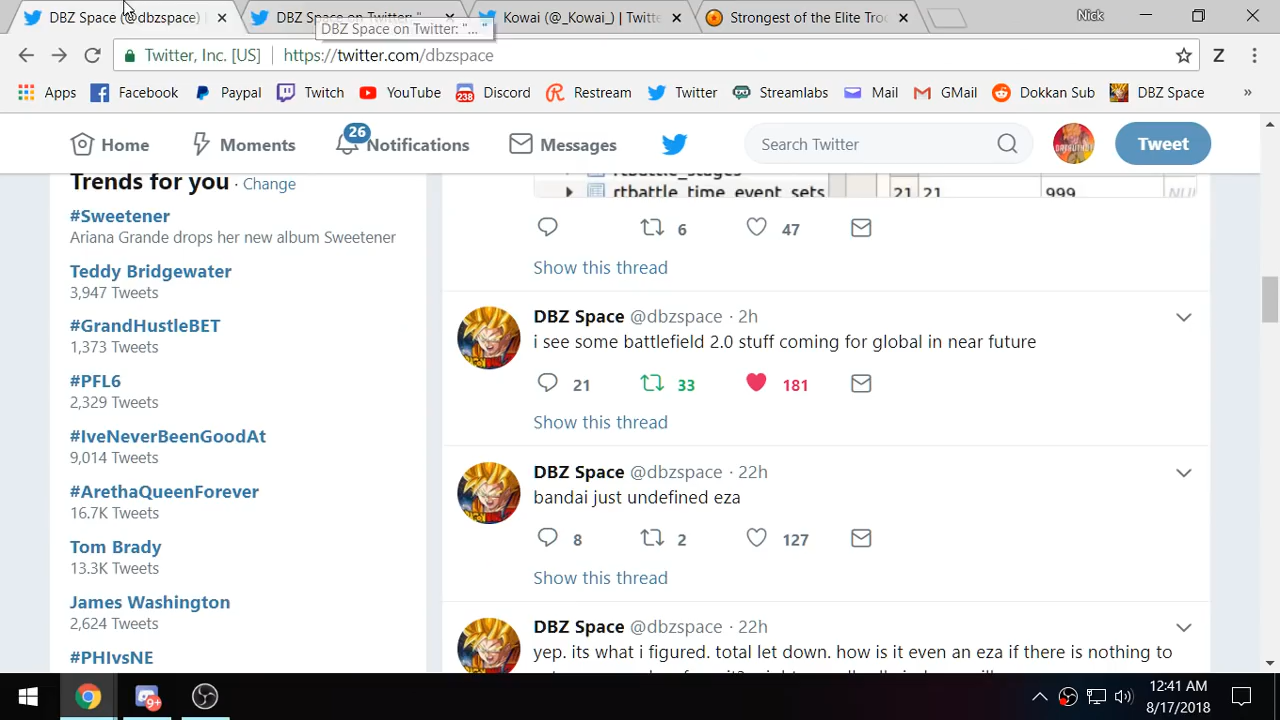 DBZ Space (@dbzspace)
DBZ Space on Twitter: "
Kowai (@_Kowai_) | Twitte
Strongest of the Elite Troo
Nick
DBZ Space on Twitter: "... "
Twitter, Inc. [US]
https://twitter.com/dbzspace
Z
Apps
Facebook
Paypal
Twitch
YouTube
238
Discord
Restream
Twitter
Streamlabs
Mail
GMail
Dokkan Sub
DBZ Space
»
Home
Moments
26
Notifications
Messages
Search Twitter
Tweet
Trends for you · Change
#Sweetener
Ariana Grande drops her new album Sweetener
Teddy Bridgewater
3,947 Tweets
#GrandHustleBET
1,373 Tweets
#PFL6
2,329 Tweets
#IveNeverBeenGoodAt
9,014 Tweets
#ArethaQueenForever
16.7K Tweets
Tom Brady
13.3K Tweets
James Washington
2,624 Tweets
#PHIvsNE
rtbattle_stages
rtbattle_time_event_sets
21 21 999
6 47
Show this thread
DBZ Space @dbzspace · 2h
i see some battlefield 2.0 stuff coming for global in near future
21 33 181
Show this thread
DBZ Space @dbzspace · 22h
bandai just undefined eza
8 2 127
Show this thread
DBZ Space @dbzspace · 22h
yep. its what i figured. total let down. how is it even an eza if there is nothing to
9+
12:41 AM
8/17/2018